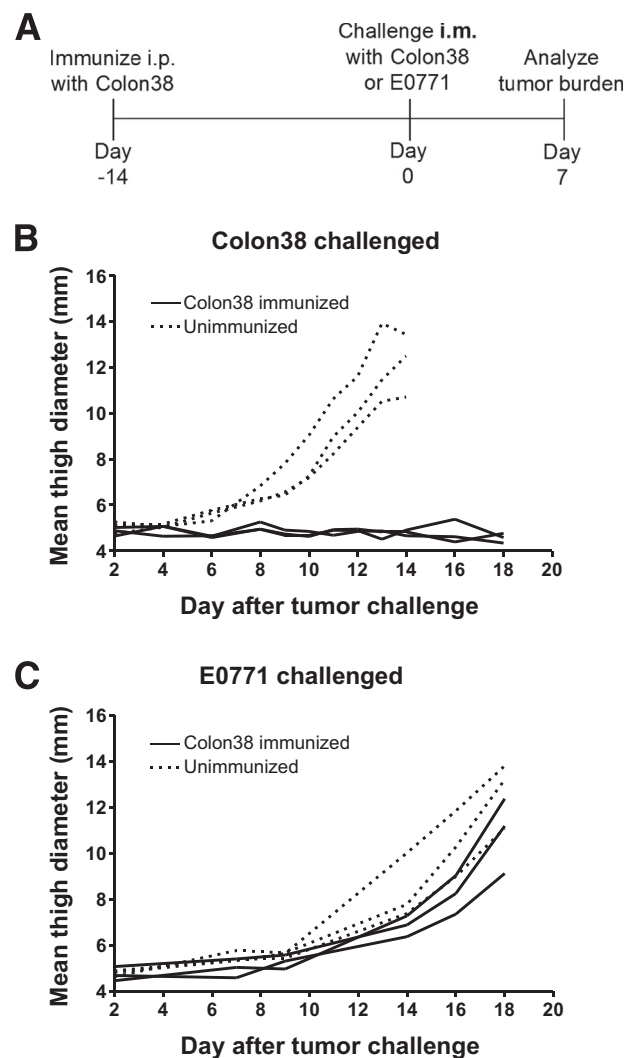 A
Immunize i.p.
with Colon38
Challenge i.m.
with Colon38
or E0771
Analyze
tumor burden
Day
-14
Day
0
Day
7
B
Colon38 challenged
Mean thigh diameter (mm)
16
14
12
10
8
6
4
Colon38 immunized
Unimmunized
2 4 6 8 10 12 14 16 18 20
Day after tumor challenge
C
E0771 challenged
Mean thigh diameter (mm)
16
14
12
10
8
6
4
Colon38 immunized
Unimmunized
2 4 6 8 10 12 14 16 18 20
Day after tumor challenge